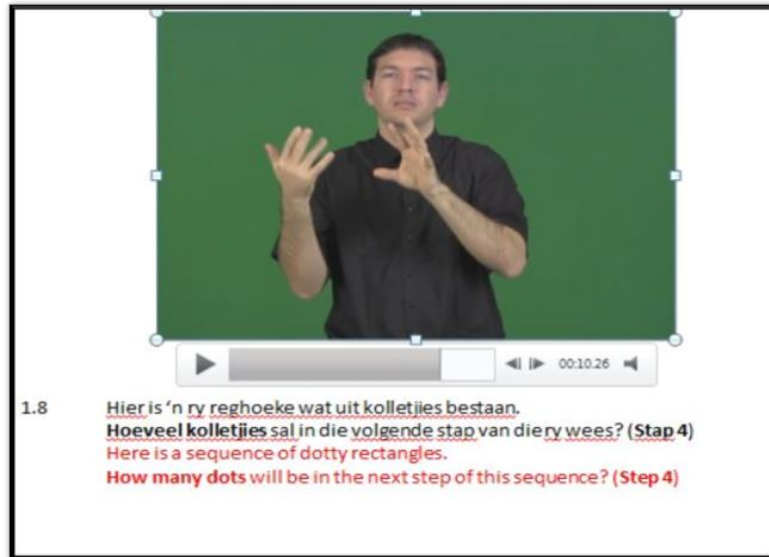 00:10.26
1.8 Hier is 'n ry reghoeke wat uit kolletjies bestaan.
Hoeveel kolletjies sal in die volgende stap van die ry wees? (Stap 4)
Here is a sequence of dotty rectangles.
How many dots will be in the next step of this sequence? (Step 4)